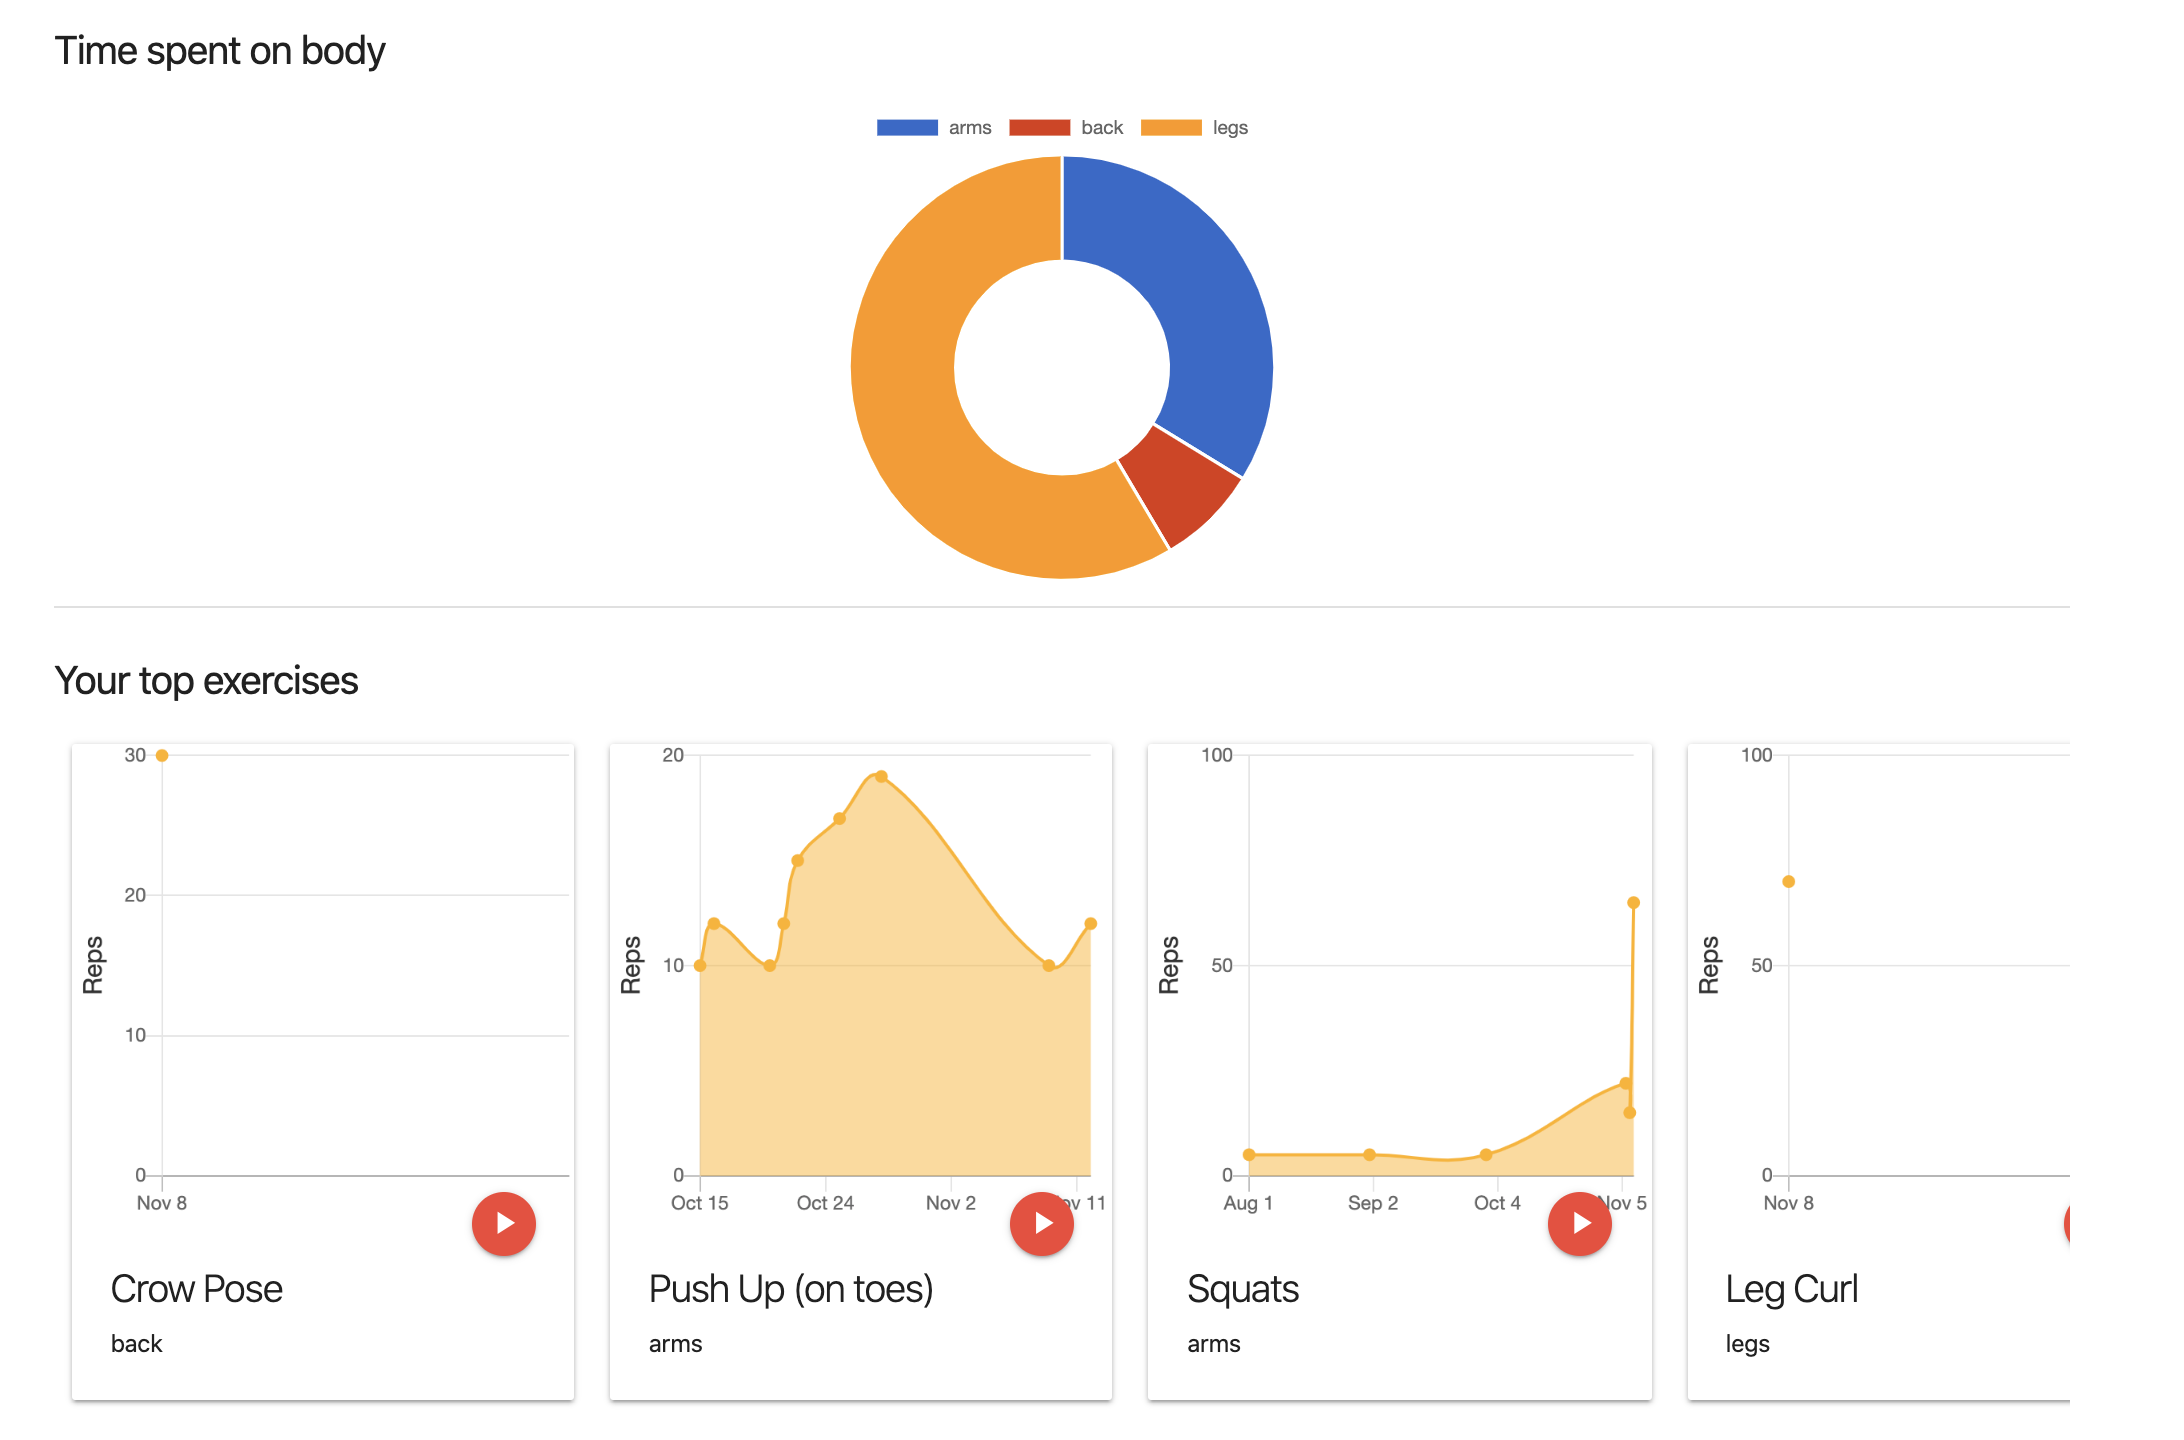 Time spent on body
arms back legs
Your top exercises
30
20
10
0
Reps
Nov 8
Crow Pose
back
20
10
0
Reps
Oct 15 Oct 24 Nov 2 ov 11
Push Up (on toes)
arms
100
50
0
Reps
Aug 1 Sep 2 Oct 4 Nov 5
Squats
arms
100
50
0
Reps
Nov 8
Leg Curl
legs